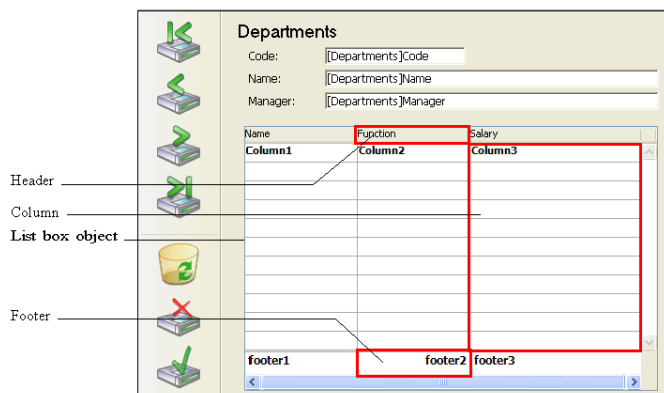 Departments
Code: [Departments]Code
Name: [Departments]Name
Manager: [Departments]Manager
Name Function Salary
Column1 Column2 Column3
Header
Column
List box object
Footer
footer1 footer2 footer3